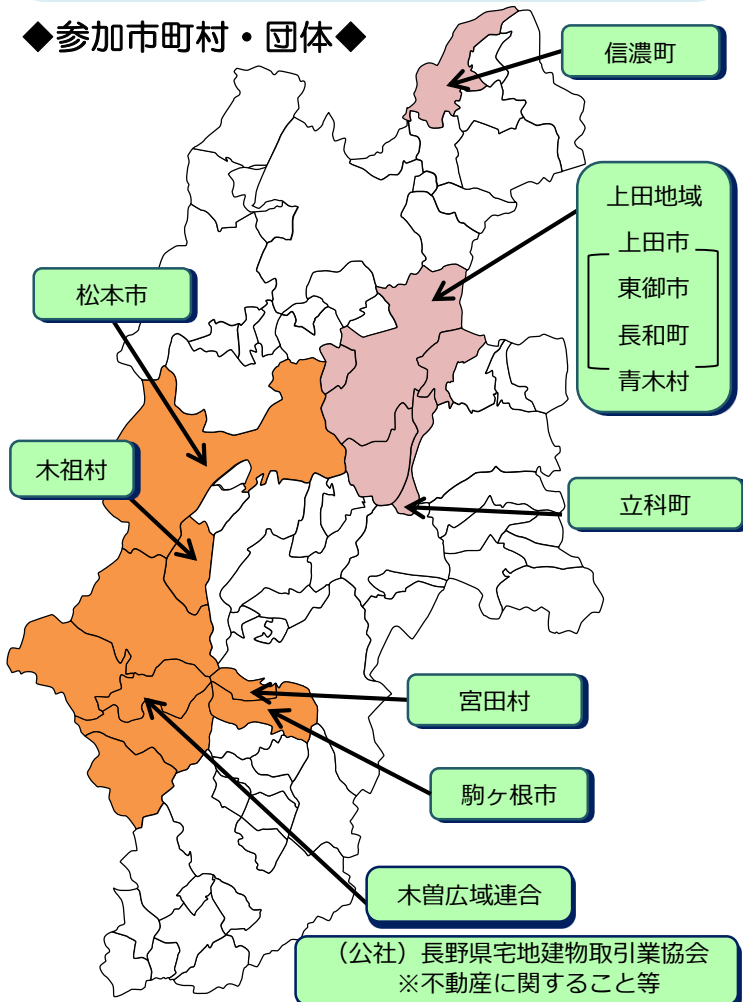 ◆参加市町村・団体◆
信濃町
上田地域
上田市
東御市
長和町
青木村
松本市
木祖村
立科町
宮田村
駒ヶ根市
木曽広域連合
（公社）長野県宅地建物取引業協会
※不動産に関すること等